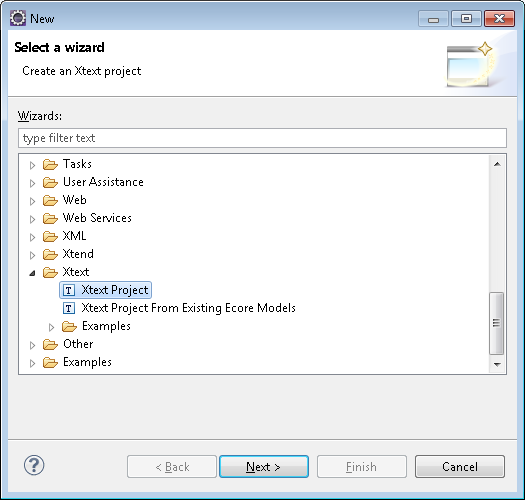 New
Select a wizard
Create an Xtext project
Wizards:
type filter text
Tasks
User Assistance
Web
Web Services
XML
Xtend
Xtext
T Xtext Project
T Xtext Project From Existing Ecore Models
Examples
Other
Examples
? < Back Next > Finish Cancel